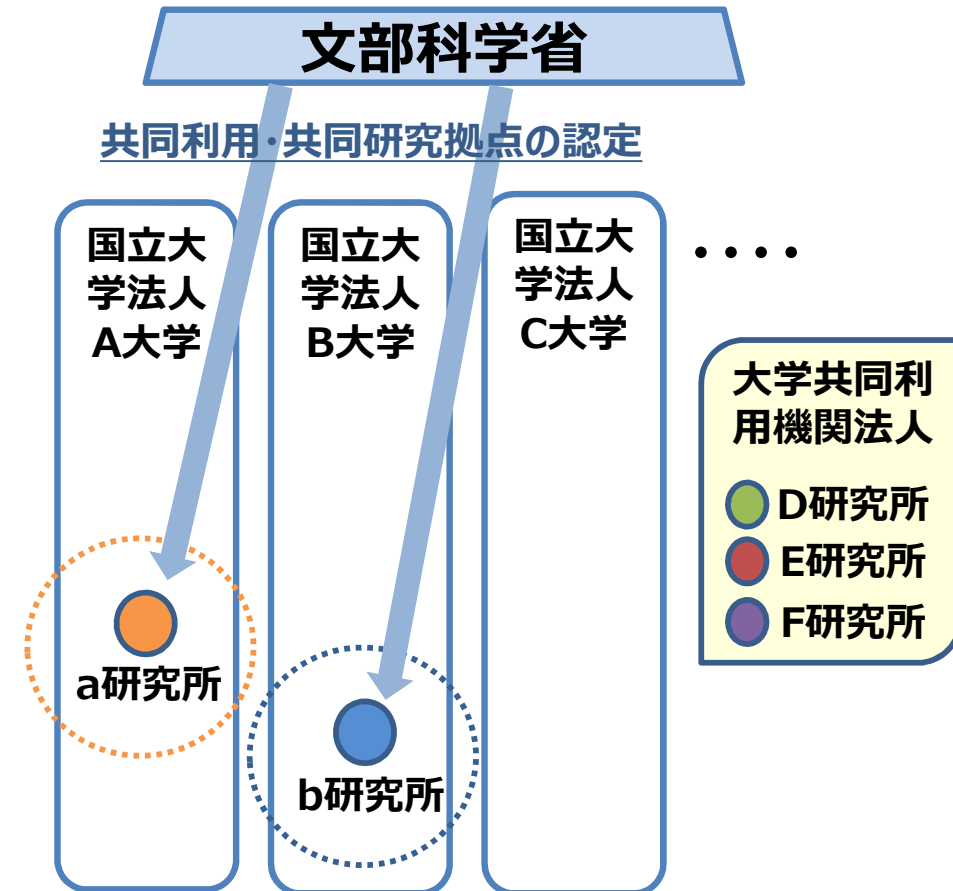 文部科学省
共同利用・共同研究拠点の認定
国立大
学法人
A大学
国立大
学法人
B大学
国立大
学法人
C大学
・・・・
大学共同利
用機関法人
D研究所
E研究所
F研究所
a研究所
b研究所